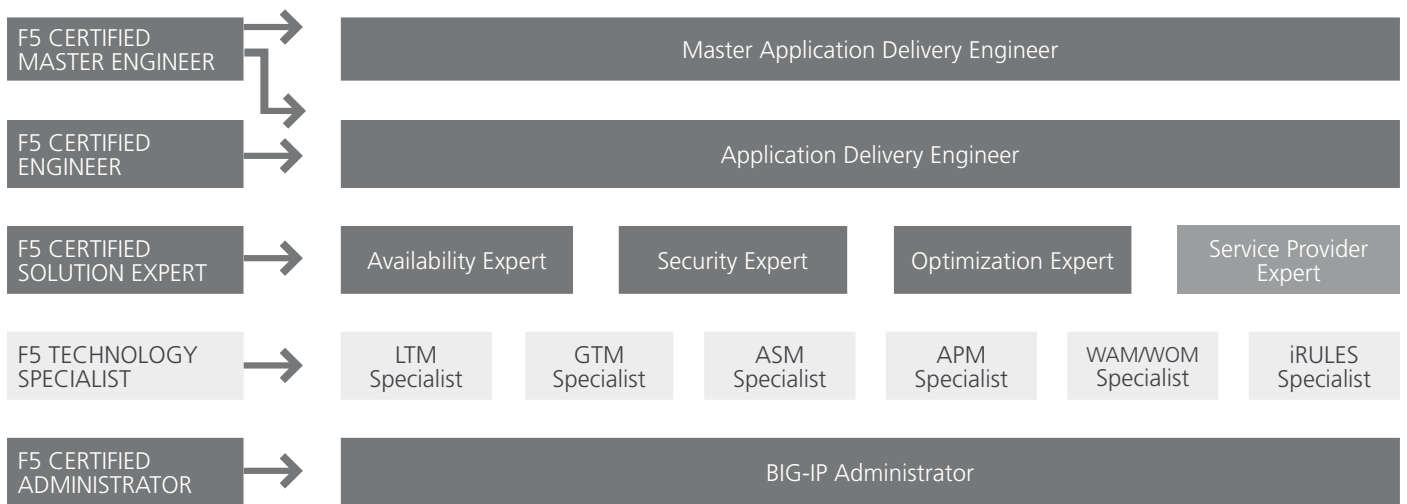 F5 CERTIFIED
MASTER ENGINEER
Master Application Delivery Engineer
F5 CERTIFIED
ENGINEER
Application Delivery Engineer
F5 CERTIFIED
SOLUTION EXPERT
Availability Expert
Security Expert
Optimization Expert
Service Provider
Expert
F5 TECHNOLOGY
SPECIALIST
LTM
Specialist
GTM
Specialist
ASM
Specialist
APM
Specialist
WAM/WOM
Specialist
iRULES
Specialist
F5 CERTIFIED
ADMINISTRATOR
BIG-IP Administrator